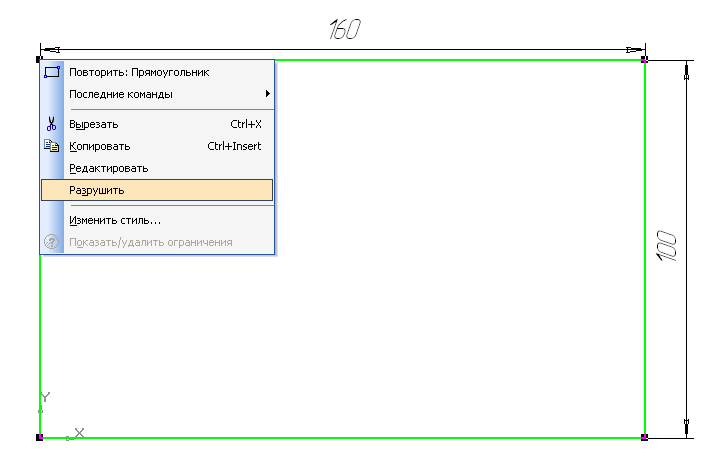 160
Повторить: Прямоугольник
Последние команды
Вырезать Ctrl+X
Копировать Ctrl+Insert
Редактировать
Разрушить
Изменить стиль...
Показать/удалить ограничения
100
Y
X